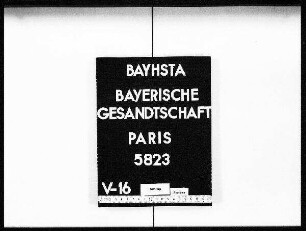 BAYHSTA
BAYERISCHE
GESANDTSCHAFT
PARIS
5823
V-16